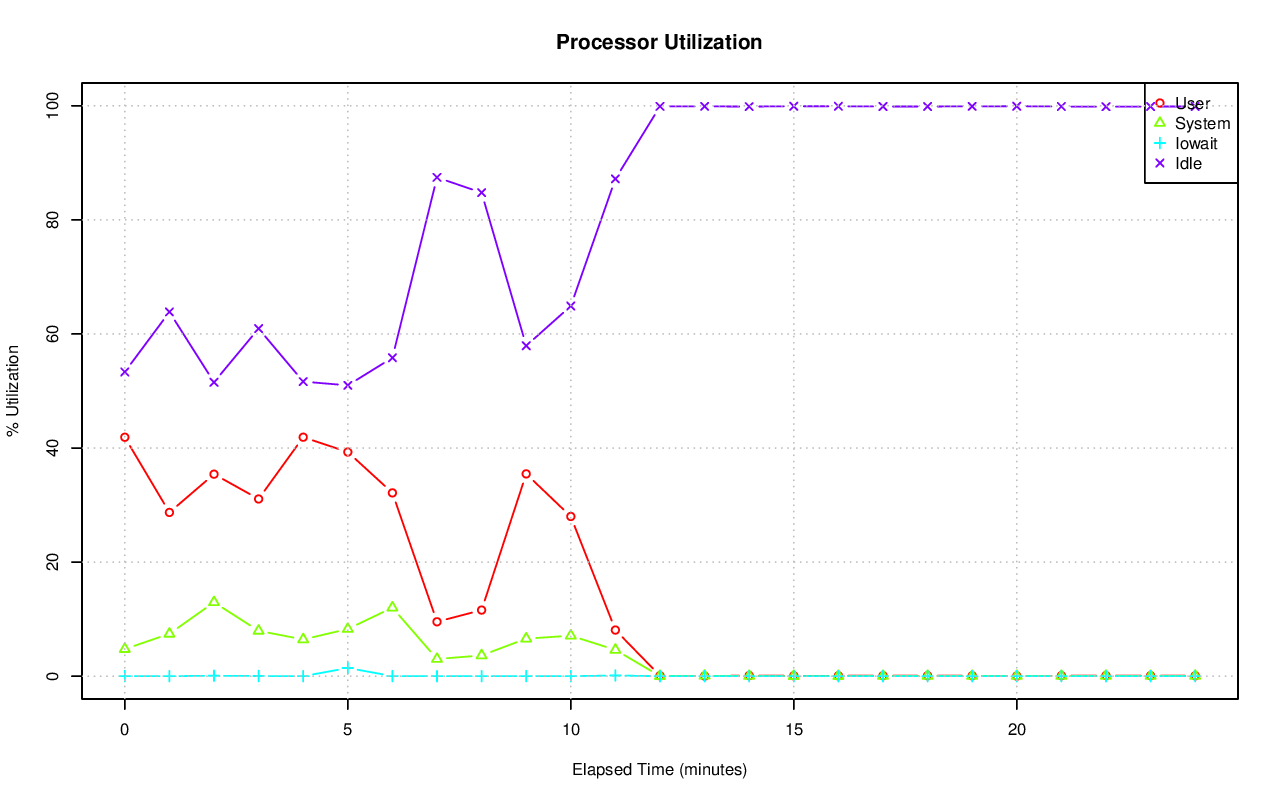 Processor Utilization
% Utilization
100
80
60
40
20
0
User
System
Iowait
Idle
0 5 10 15 20
Elapsed Time (minutes)